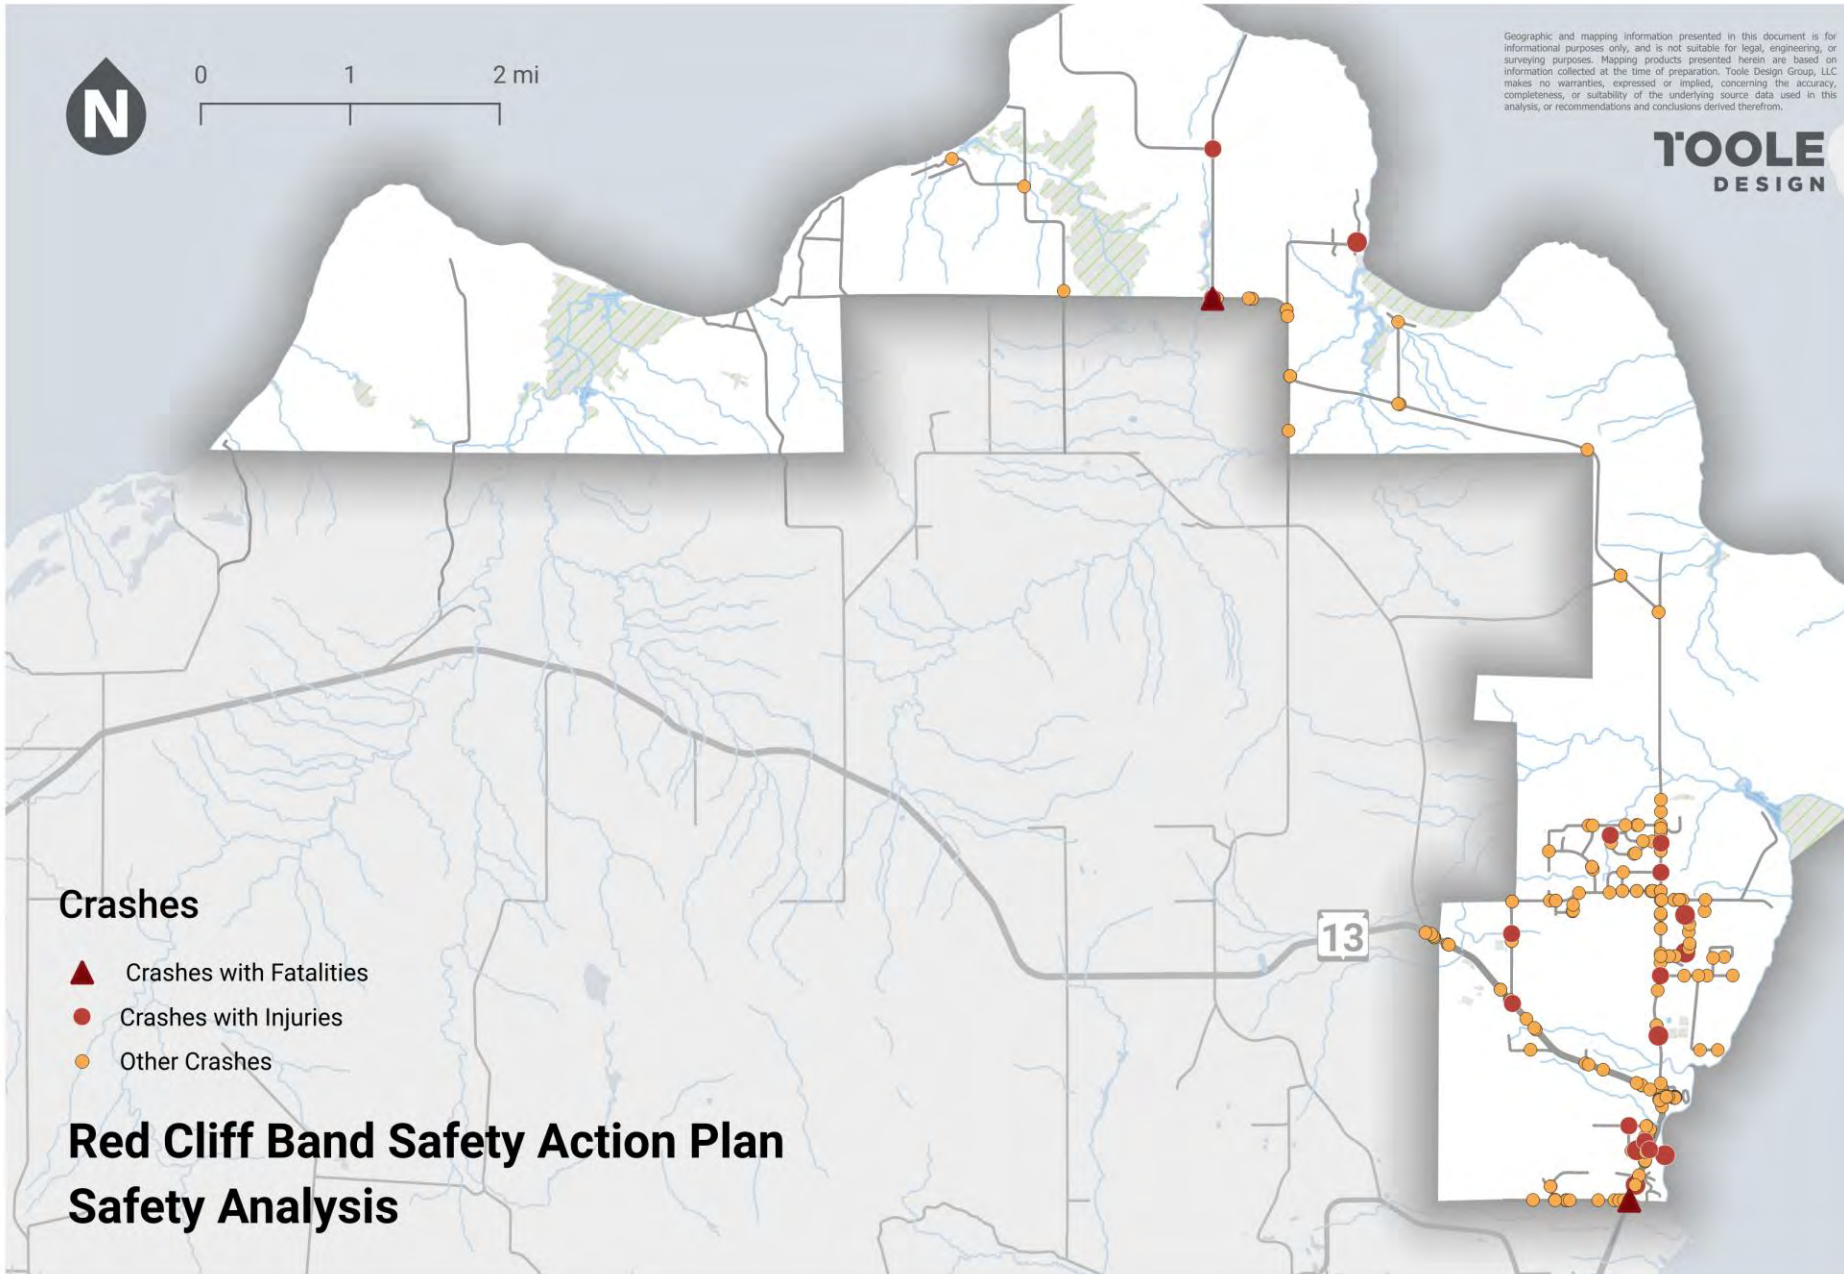 Geographic and mapping information presented in this document is for
informational purposes only, and is not suitable for legal, engineering, or
surveying purposes. Mapping products presented herein are based on
information collected at the time of preparation. Toole Design Group, LLC
makes no warranties, expressed or implied, concerning the accuracy,
completeness, or suitability of the underlying source data used in this
analysis, or recommendations and conclusions derived therefrom.
TOOLE
DESIGN
N
0 1 2 mi
13
Crashes
Crashes with Fatalities
Crashes with Injuries
Other Crashes
Red Cliff Band Safety Action Plan
Safety Analysis